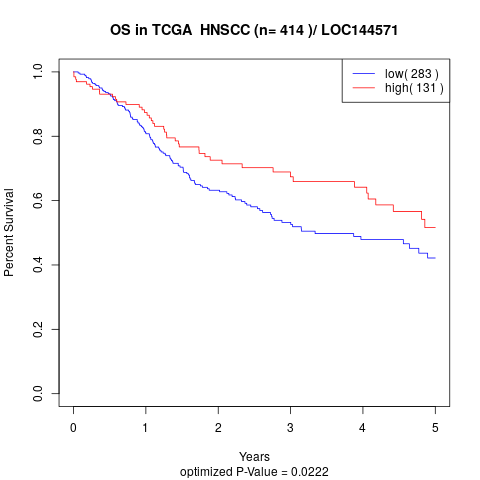 OS in TCGA  HNSCC (n= 414 )/ LOC144571
low( 283 )
high( 131 )
Percent Survival
1.0
0.8
0.6
0.4
0.2
0.0
0 1 2 3 4 5
Years
optimized P-Value = 0.0222